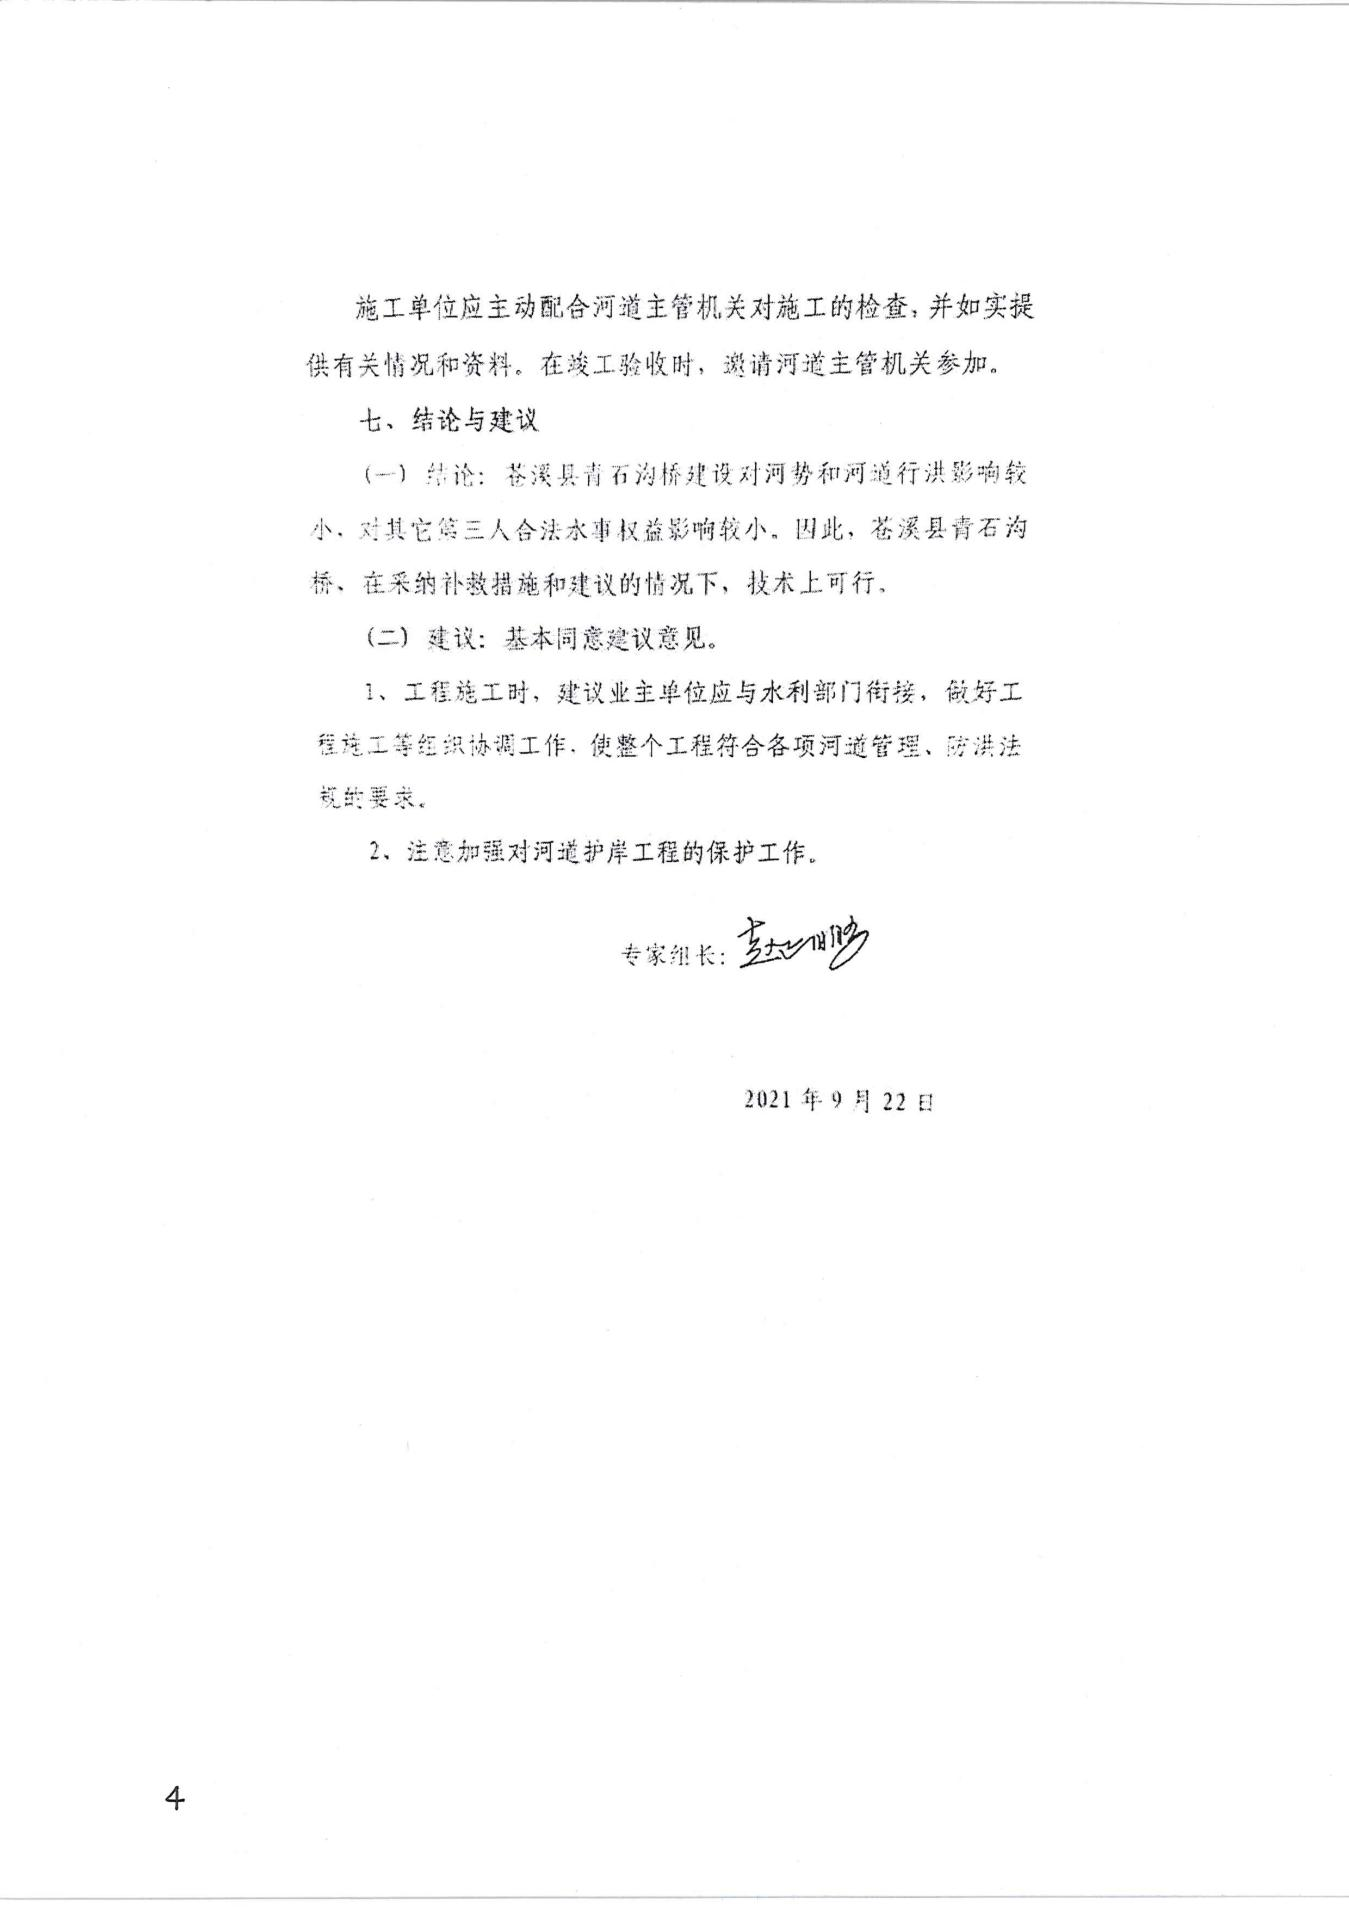 施工单位应主动配合河道主管机关对施工的检查，并如实提
供有关情况和资料。在竣工验收时，邀请河道主管机关参加。
七、结论与建议
(一) 结论：苍溪县青石沟桥建设对河势和河道行洪影响较
小、对其它第三人合法水事权益影响较小。因此，苍溪县青石沟
桥、在采纳补救措施和建议的情况下，技术上可行。
(二) 建议：基本同意建议意见。
1、工程施工时，建议业主单位应与水利部门衔接，做好工
程施工等组织协调工作，使整个工程符合各项河道管理、防洪法
规的要求。
2、注意加强对河道护岸工程的保护工作。
专家组长：
2021 年 9 月 22 日
4